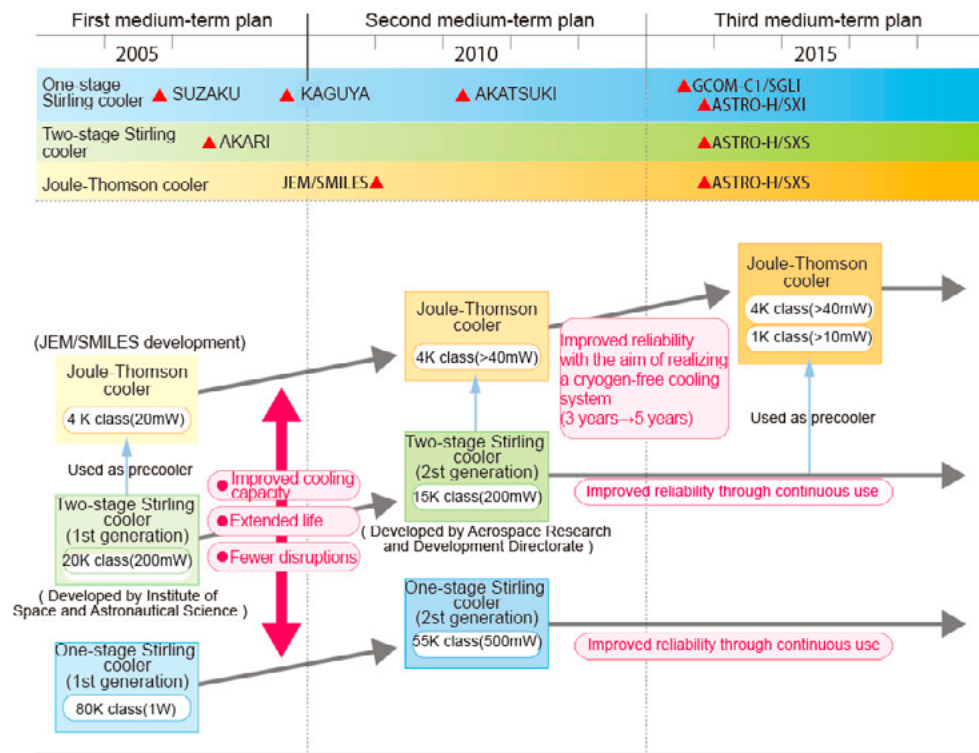 First medium-term plan
Second medium-term plan
Third medium-term plan
2005
2010
2015
One-stage
Stirling cooler
SUZAKU
KAGUYA
AKATSUKI
GCOM-C1/SGLI
ASTRO-H/SXI
Two-stage Stirling
cooler
AKARI
ASTRO-H/SXS
Joule-Thomson cooler
JEM/SMILES
ASTRO-H/SXS
(JEM/SMILES development)
Joule-Thomson
cooler
4 K class(20mW)
Used as precooler
Two-stage Stirling
cooler
(1st generation)
20K class(200mW)
( Developed by Institute of
Space and Astronautical Science )
One-stage Stirling
cooler
(1st generation)
80K class(1W)
Improved cooling
capacity
Extended life
Fewer disruptions
Joule-Thomson
cooler
4K class(>40mW)
Two-stage Stirling
cooler
(2st generation)
15K class(200mW)
( Developed by Aerospace Research
and Development Directorate )
One-stage Stirling
cooler
(2st generation)
55K class(500mW)
Improved reliability
with the aim of realizing
a cryogen-free cooling
system
(3 years→5 years)
Joule-Thomson
cooler
4K class(>40mW)
1K class(>10mW)
Used as precooler
Improved reliability through continuous use
Improved reliability through continuous use